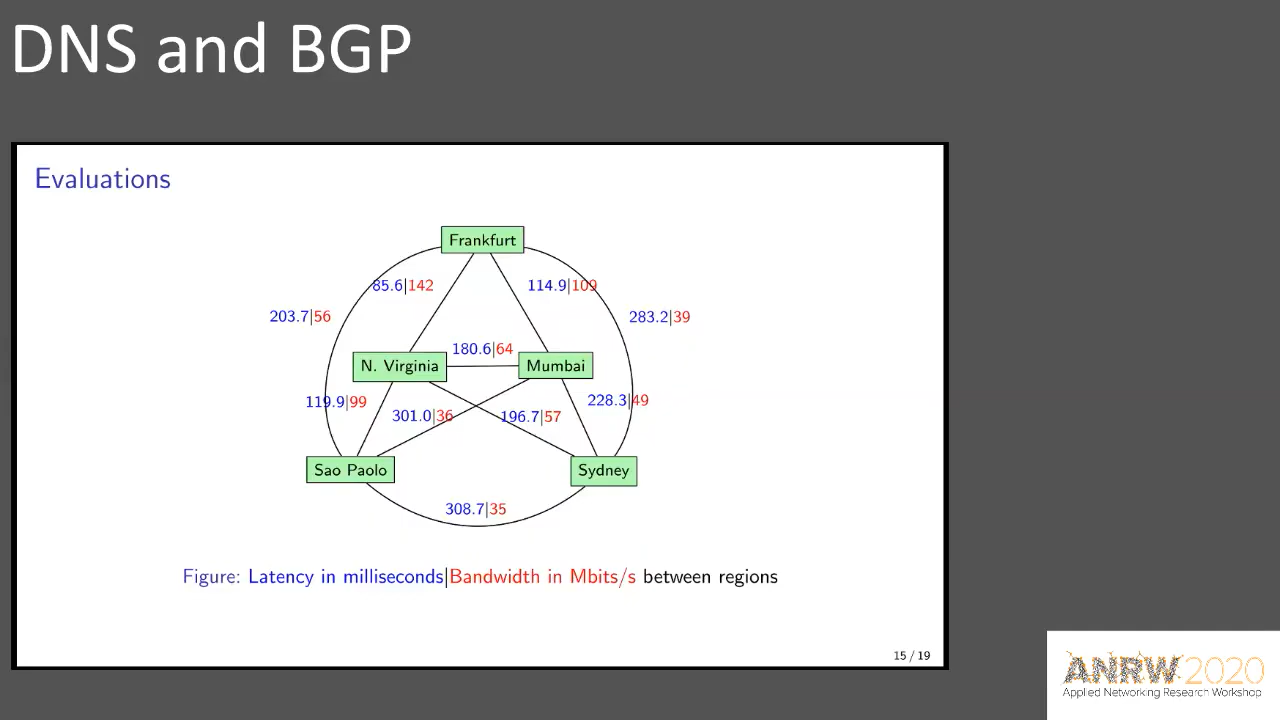 DNS and BGP
Evaluations
Frankfurt
85.6|142
114.9|109
203.7|56
283.2|39
180.6|64
N. Virginia
Mumbai
119.9|99
301.0|36
196.7|57
228.3|49
Sao Paolo
Sydney
308.7|35
Figure: Latency in milliseconds|Bandwidth in Mbits/s between regions
15 / 19
ANRW2020
Applied Networking Research Workshop